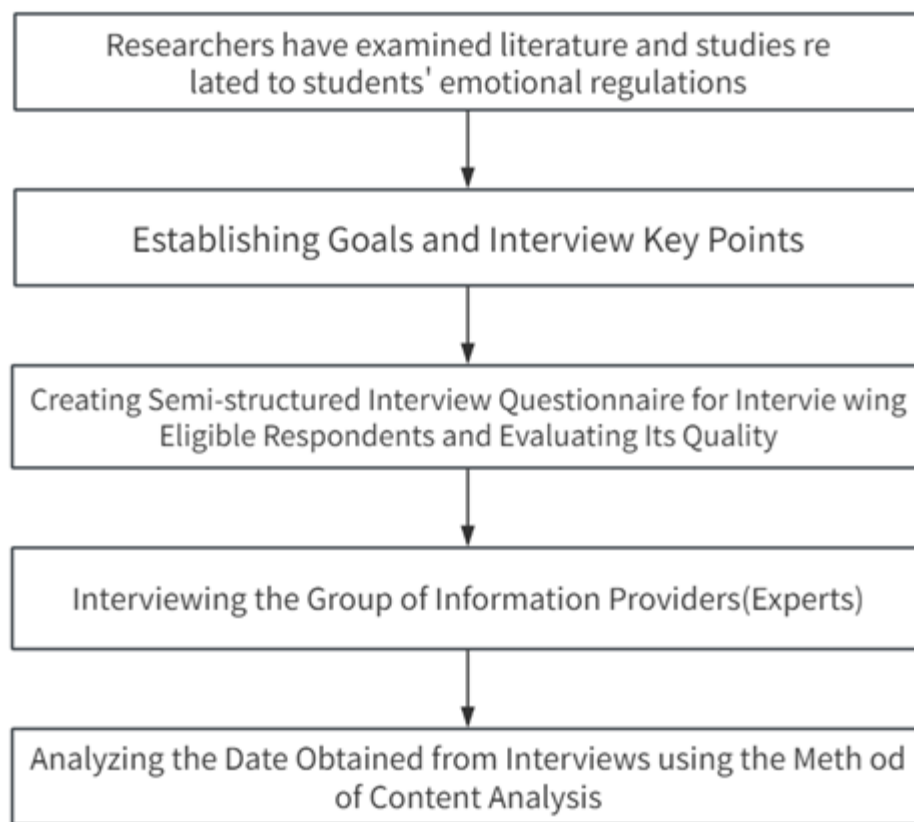 Researchers have examined literature and studies re
lated to students' emotional regulations
Establishing Goals and Interview Key Points
Creating Semi-structured Interview Questionnaire for Intervie wing
Eligible Respondents and Evaluating Its Quality
Interviewing the Group of Information Providers(Experts)
Analyzing the Date Obtained from Interviews using the Meth od
of Content Analysis